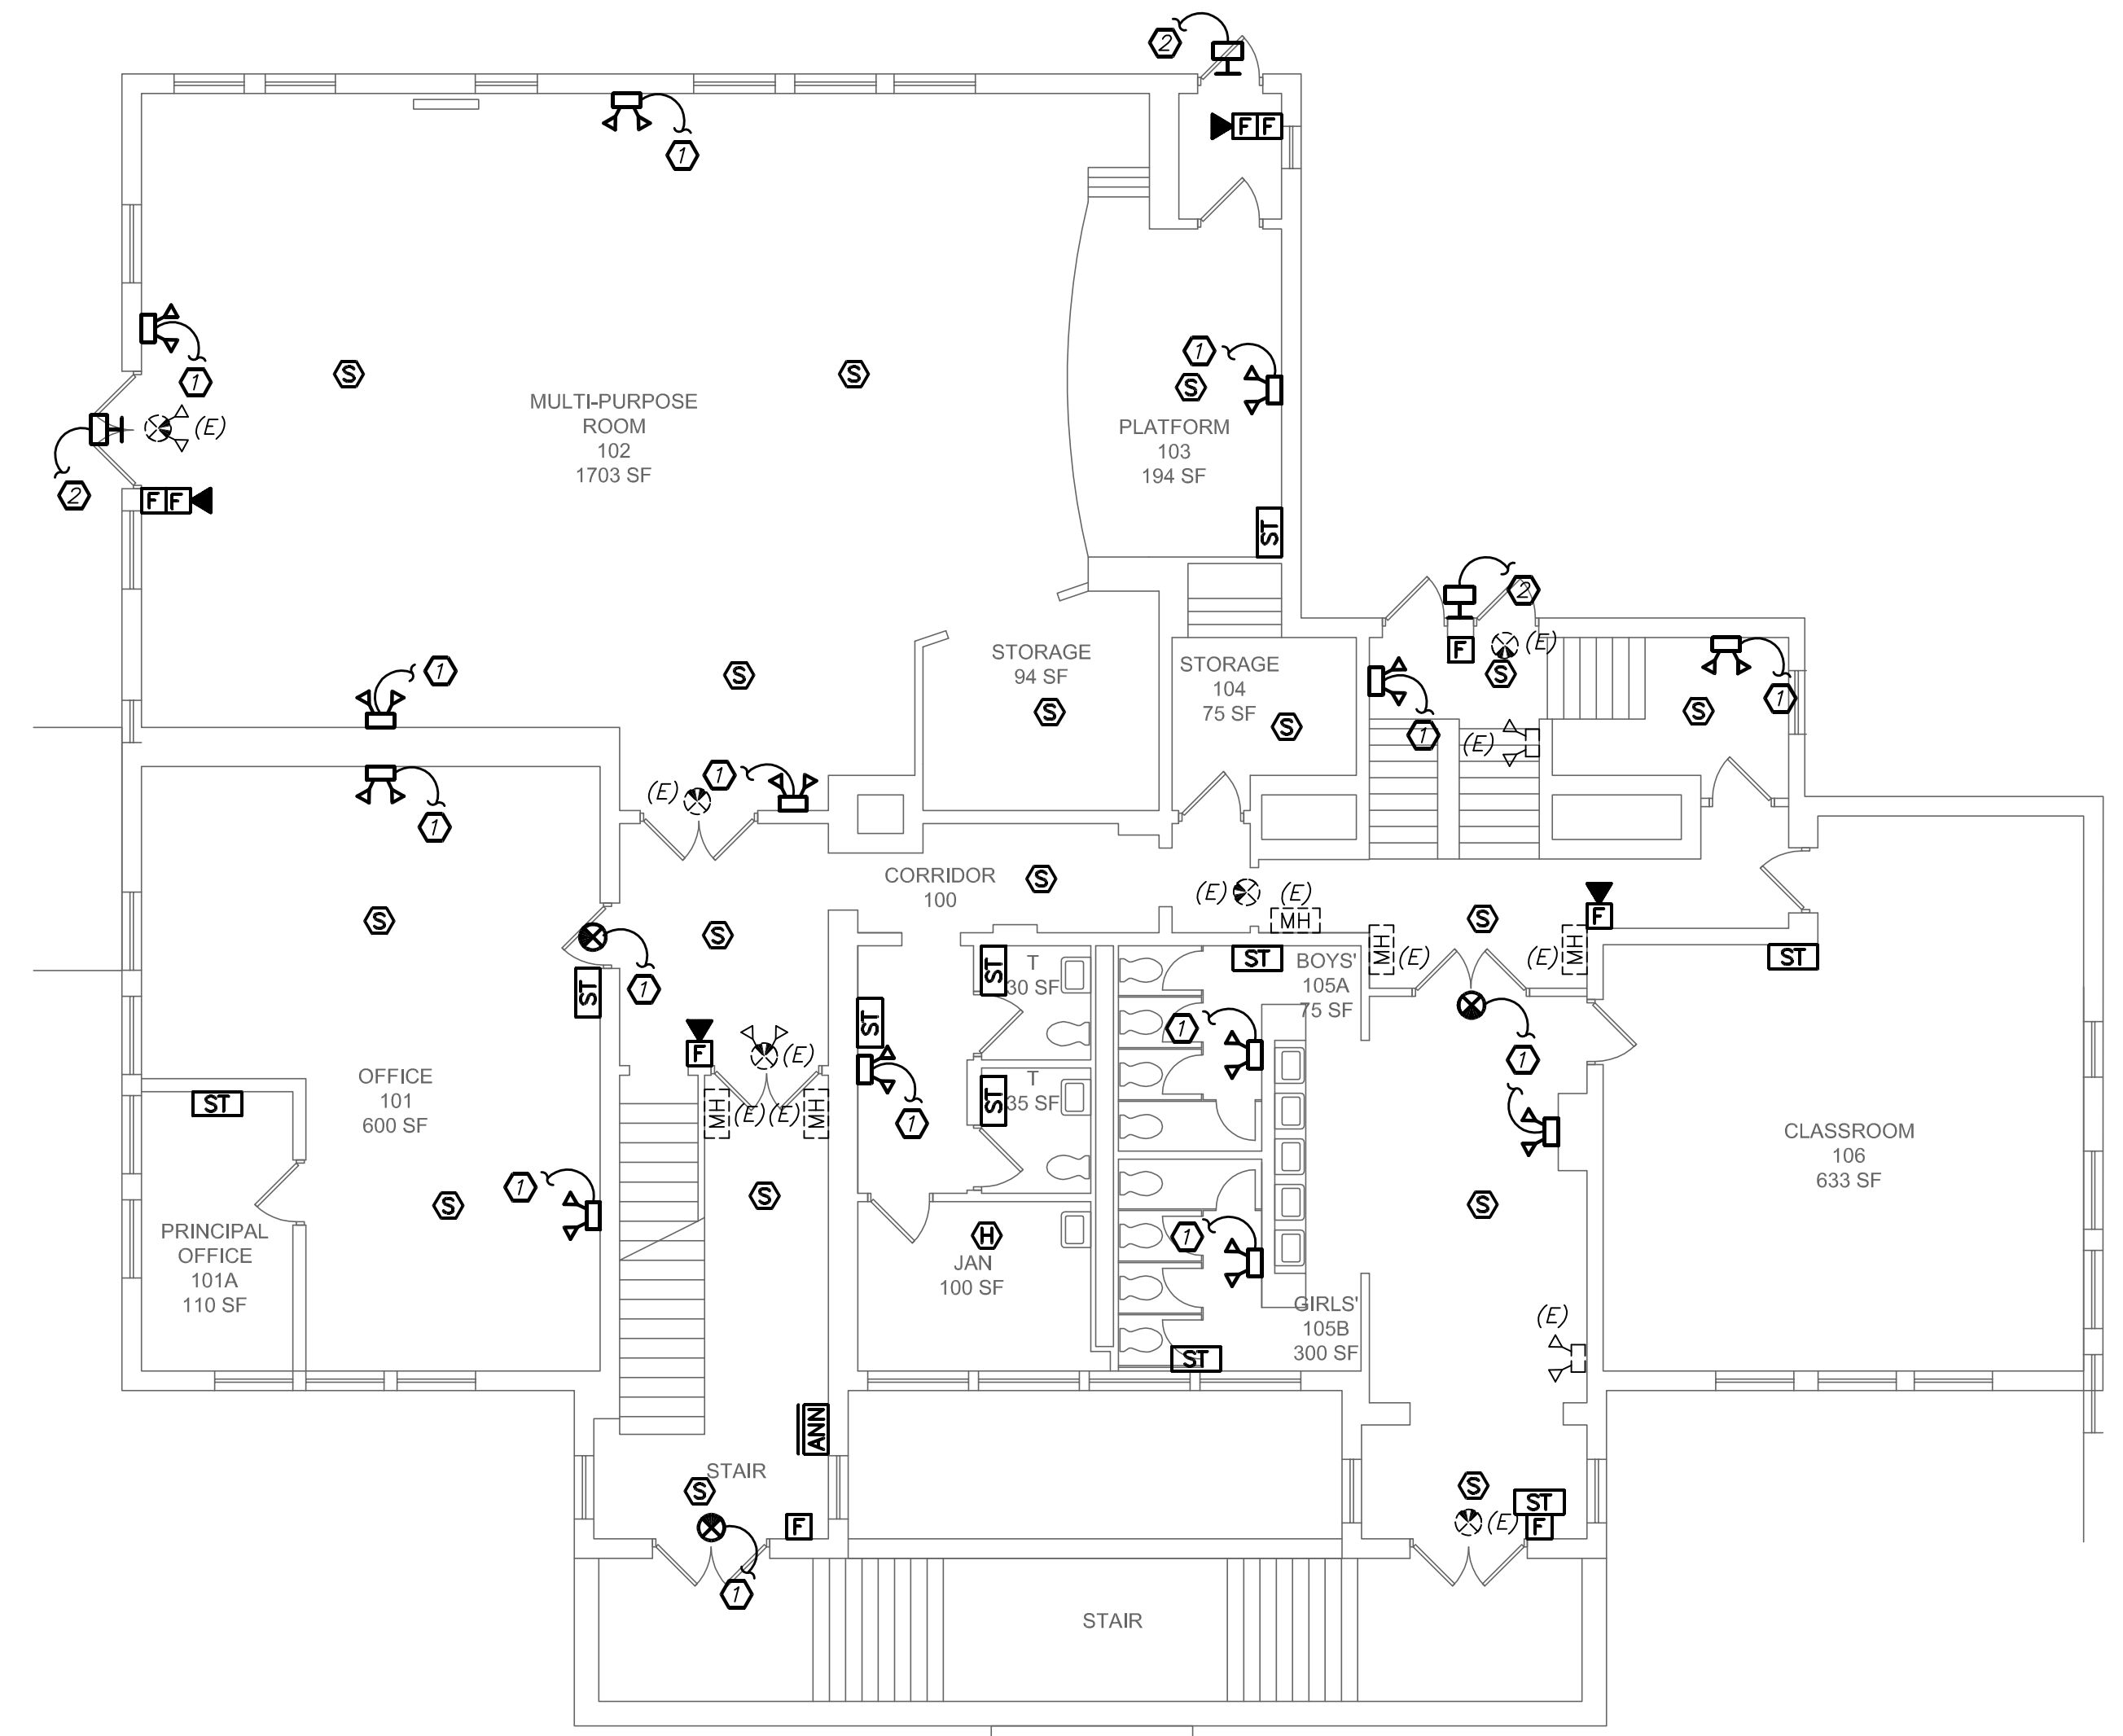 2
F F
1
1
1
S
S
S
1
MULTI-PURPOSE
ROOM
102
1703 SF
PLATFORM
103
194 SF
(E)
2
F F
ST
2
F
(E)
S
1
S
STORAGE
94 SF
S
STORAGE
104
75 SF
S
1
S
1
(E)
(E)
1
1
CORRIDOR
100
S
(E)
(E)
MH
S
F
S
S
1
ST
MH
(E)
(E)
MH
ST
ST
T
30 SF
ST
BOYS'
105A
75 SF
ST
F
(E)
1
1
1
OFFICE
101
600 SF
ST
MH
(E)
(E)
MH
1
ST
T
35 SF
CLASSROOM
106
633 SF
1
S
S
S
PRINCIPAL
OFFICE
101A
110 SF
H
JAN
100 SF
1
GIRLS'
105B
300 SF
ST
(E)
ANN
STAIR
S
F
1
S
(E)
ST
F
STAIR